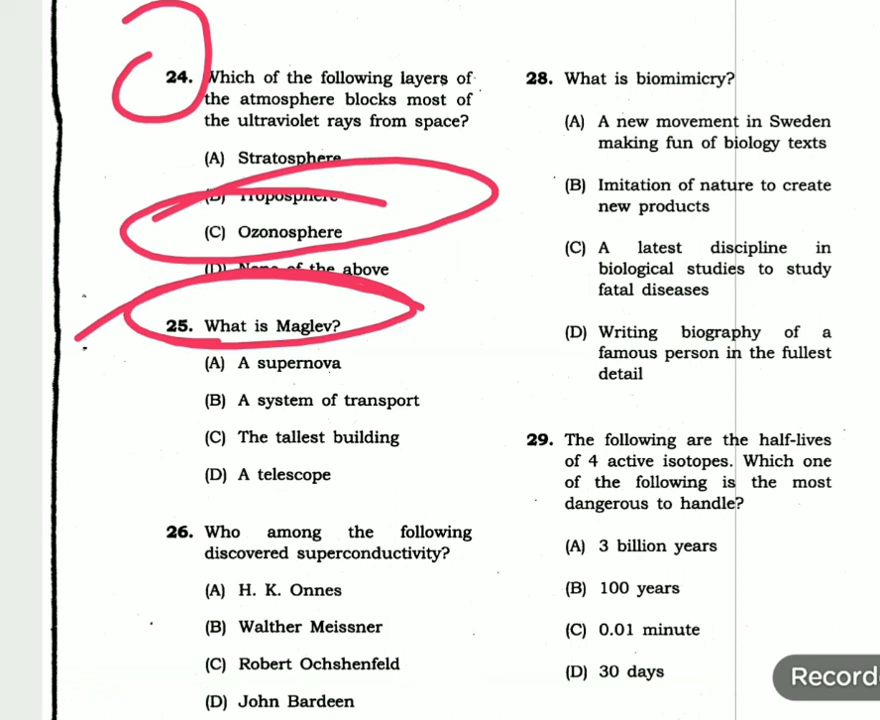 24. Which of the following layers of
the atmosphere blocks most of
the ultraviolet rays from space?
(A) Stratosphere
(B) Troposphere
(C) Ozonosphere
(D) None of the above
25. What is Maglev?
(A) A supernova
(B) A system of transport
(C) The tallest building
(D) A telescope
26. Who among the following
discovered superconductivity?
(A) H. K. Onnes
(B) Walther Meissner
(C) Robert Ochshenfeld
(D) John Bardeen
28. What is biomimicry?
(A) A new movement in Sweden
making fun of biology texts
(B) Imitation of nature to create
new products
(C) A latest discipline in
biological studies to study
fatal diseases
(D) Writing biography of a
famous person in the fullest
detail
29. The following are the half-lives
of 4 active isotopes. Which one
of the following is the most
dangerous to handle?
(A) 3 billion years
(B) 100 years
(C) 0.01 minute
(D) 30 days
Record